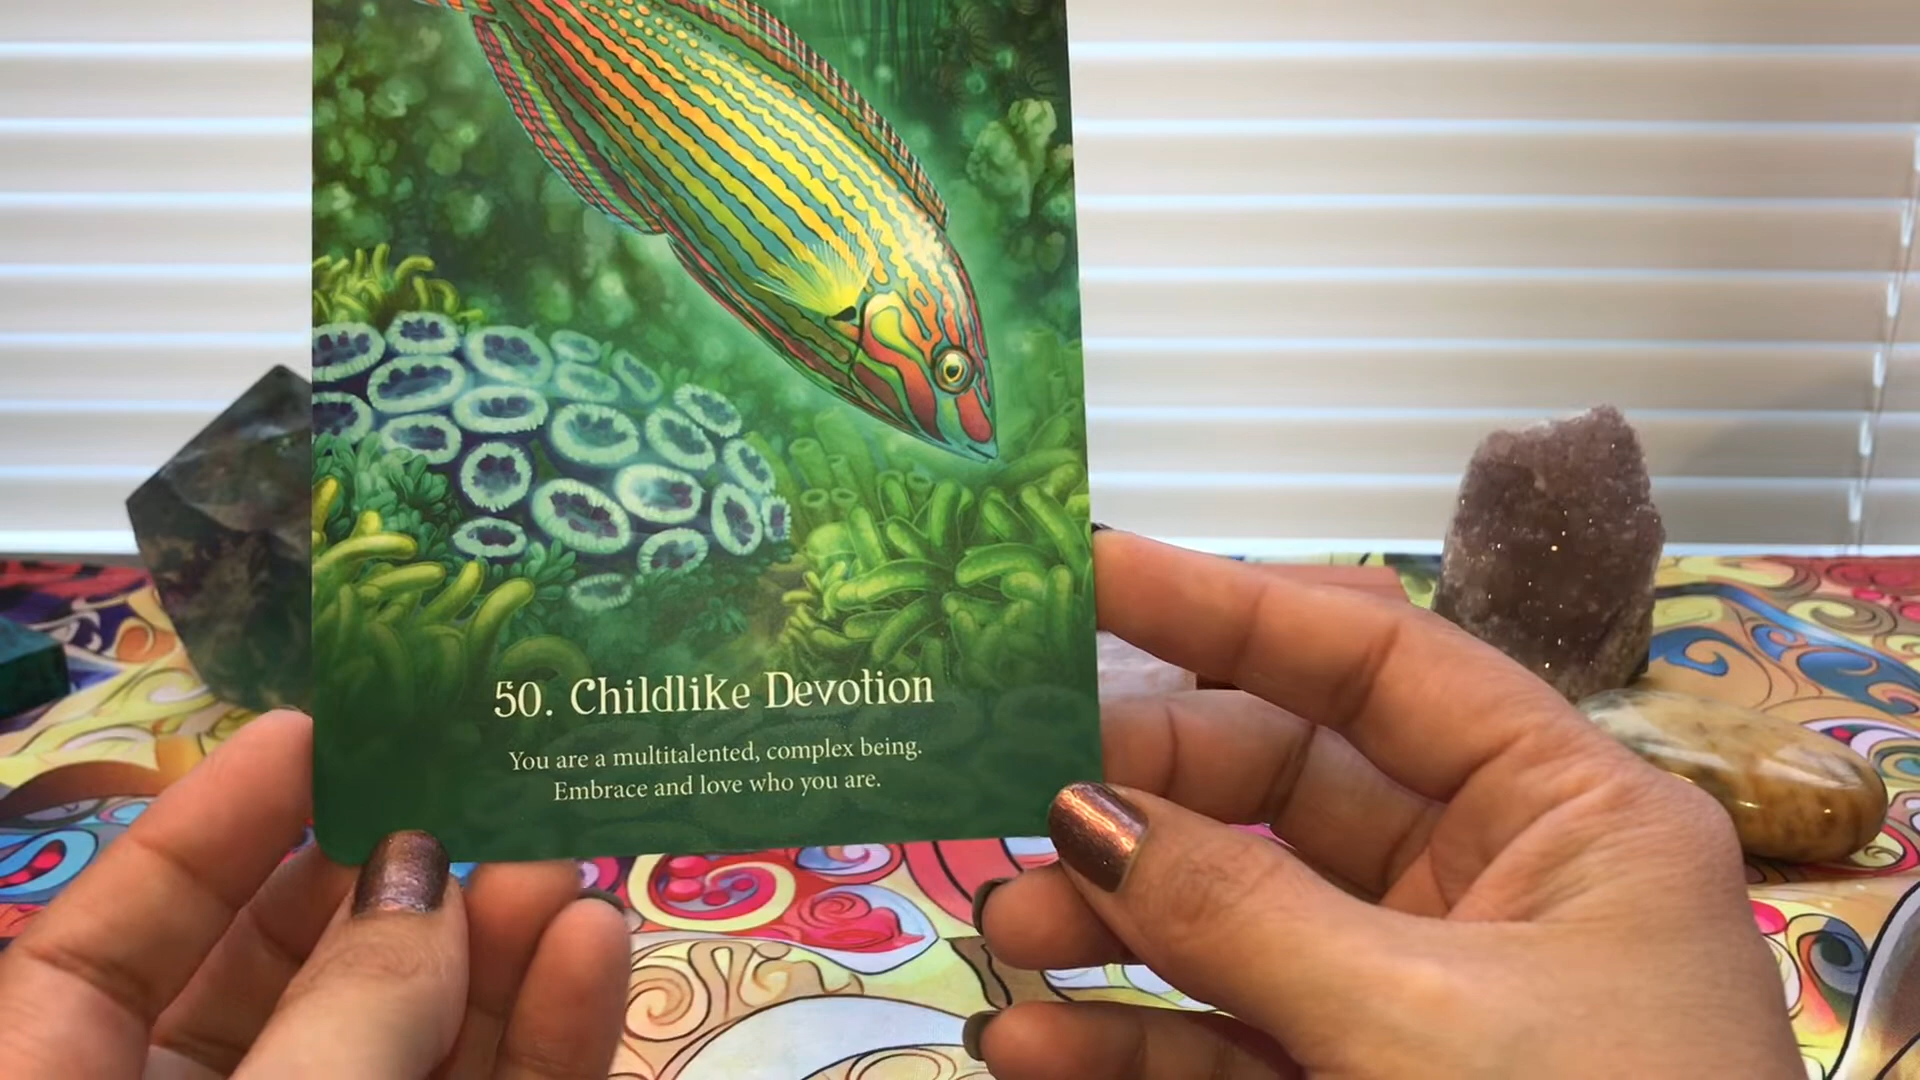 50. Childlike Devotion
You are a multitalented, complex being.
Embrace and love who you are.